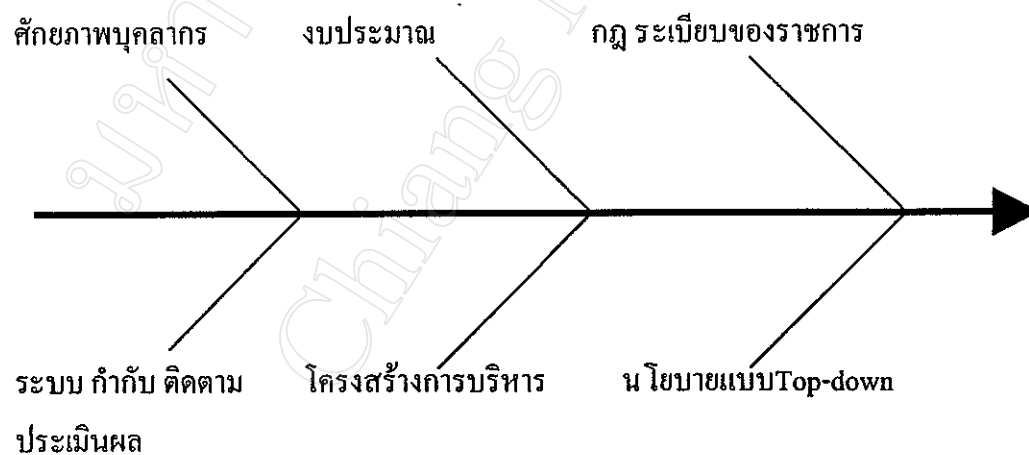 ศักยภาพบุคลากร งบประมาณ กฎ ระเบียบของราชการ
ระบบ กำกับ ติดตาม โครงสร้างการบริหาร นโยบายแบบTop-down
ประเมินผล
มหา
Chiang